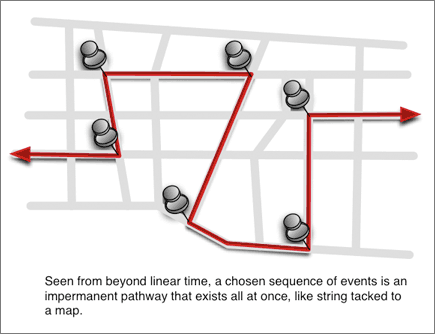 Seen from beyond linear time, a chosen sequence of events is an
impermanent pathway that exists all at once, like string tacked to
a map.